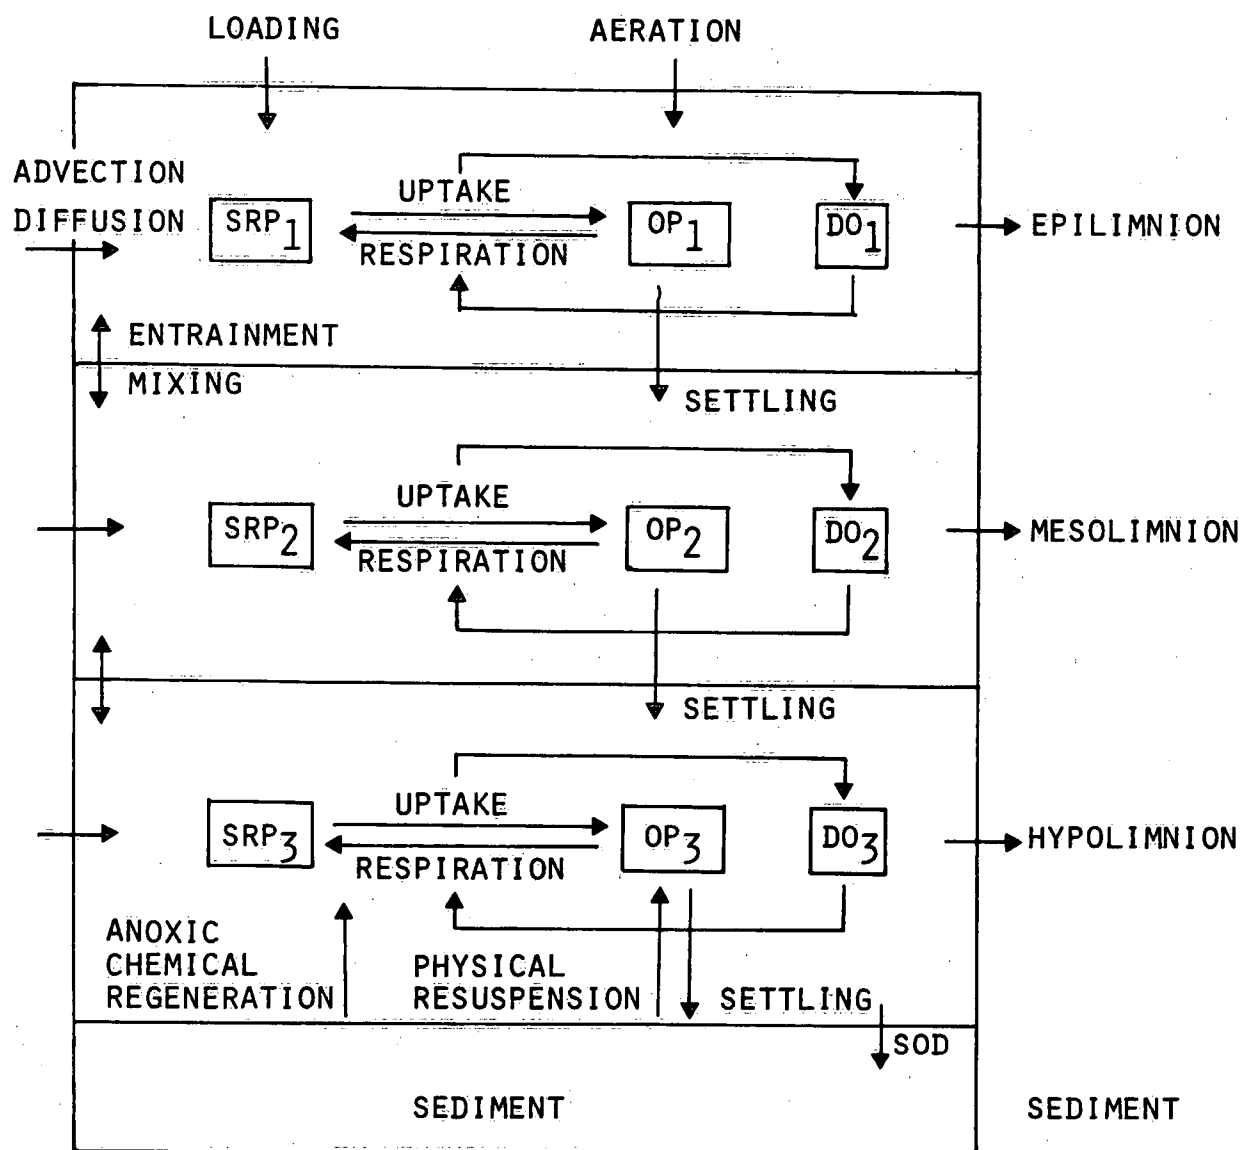 LOADING
AERATION
ADVECTION
DIFFUSION
UPTAKE
SRP1
OP1
DO1
EPILIMNION
RESPIRATION
ENTRAINMENT
MIXING
SETTLING
UPTAKE
SRP2
OP2
DO2
MESOLIMNION
RESPIRATION
SETTLING
UPTAKE
SRP3
OP3
DO3
HYPOLIMNION
RESPIRATION
ANOXIC
CHEMICAL
REGENERATION
PHYSICAL
RESUSPENSION
SETTLING
SOD
SEDIMENT
SEDIMENT